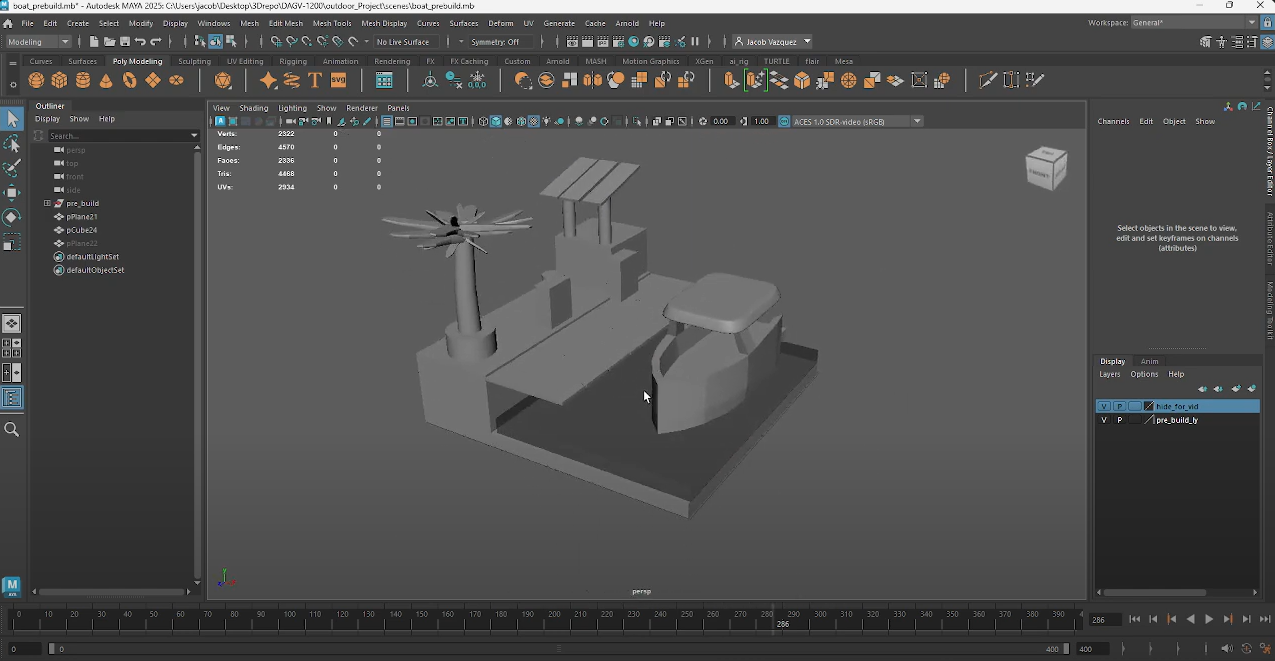 boat_prebuild.mb* - Autodesk MAYA 2025: C:\Users\jacob\Desktop\3Drepo\DAGV-1200\outdoor_Project\scenes\boat_prebuild.mb
File Edit Create Select Modify Display Windows Mesh Edit Mesh Mesh Tools Mesh Display Curves Surfaces Deform UV Generate Cache Arnold Help
Workspace: General*
Modeling
No Live Surface
Symmetry: Off
Jacob Vazquez
Curves Surfaces Poly Modeling Sculpting UV Editing Rigging Animation Rendering FX FX Caching Custom Arnold MASH Motion Graphics XGen ai_rig TURTLE flair Mesa
SVG
0,0,0
Outliner
Display Show Help
Search...
persp
top
front
side
pre_build
pPlane21
pCube24
pPlane22
defaultLightSet
defaultObjectSet
View Shading Lighting Show Renderer Panels
0.00
1.00
ACES 1.0 SDR-video (sRGB)
Verts: 2322 0 0
Edges: 4570 0 0
Faces: 2336 0 0
Tris: 4468 0 0
UVs: 2934 0 0
FRONT
persp
Channels Edit Object Show
Select objects in the scene to view,
edit and set keyframes on channels
(attributes)
Display Anim
Layers Options Help
V P hide_for_vid
V P pre_build_ly
Channel Box / Layer Editor
Attribute Editor
Modeling Toolkit
0 10 20 30 40 50 60 70 80 90 100 110 120 130 140 150 160 170 180 190 200 210 220 230 240 250 260 270 280 290 300 310 320 330 340 350 360 370 380 390
286
286
0
0
400
400